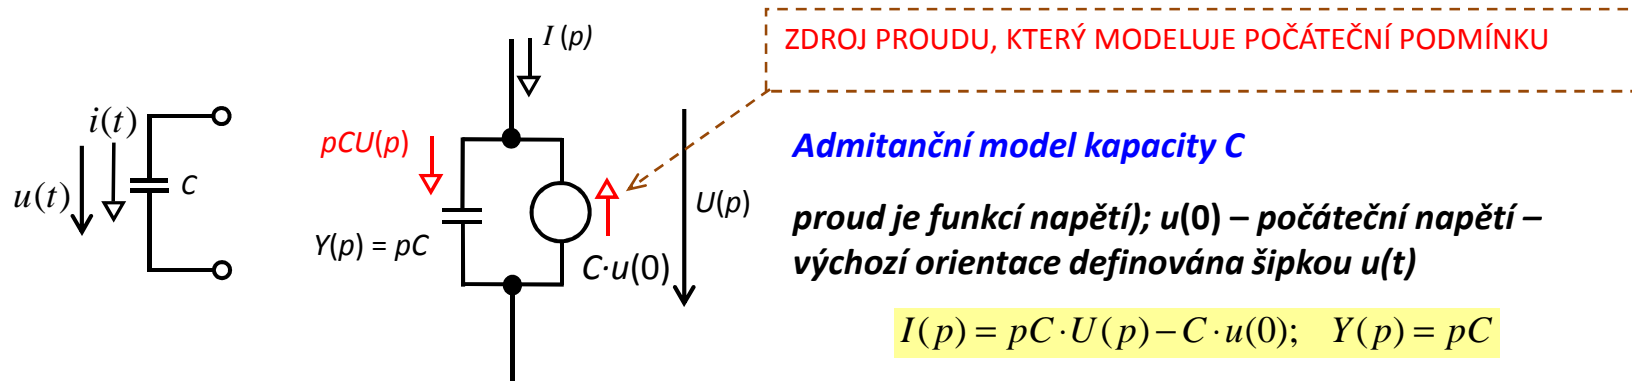 ZDROJ PROUDU, KTERÝ MODELUJE POČÁTEČNÍ PODMÍNKU
I (p)
i(t)
u(t)
C
pCU(p)
Y(p) = pC
C·u(0)
U(p)
Admitanční model kapacity C
proud je funkcí napětí); u(0) – počáteční napětí –
výchozí orientace definována šipkou u(t)
I(p) = pC·U(p) – C·u(0); Y(p) = pC